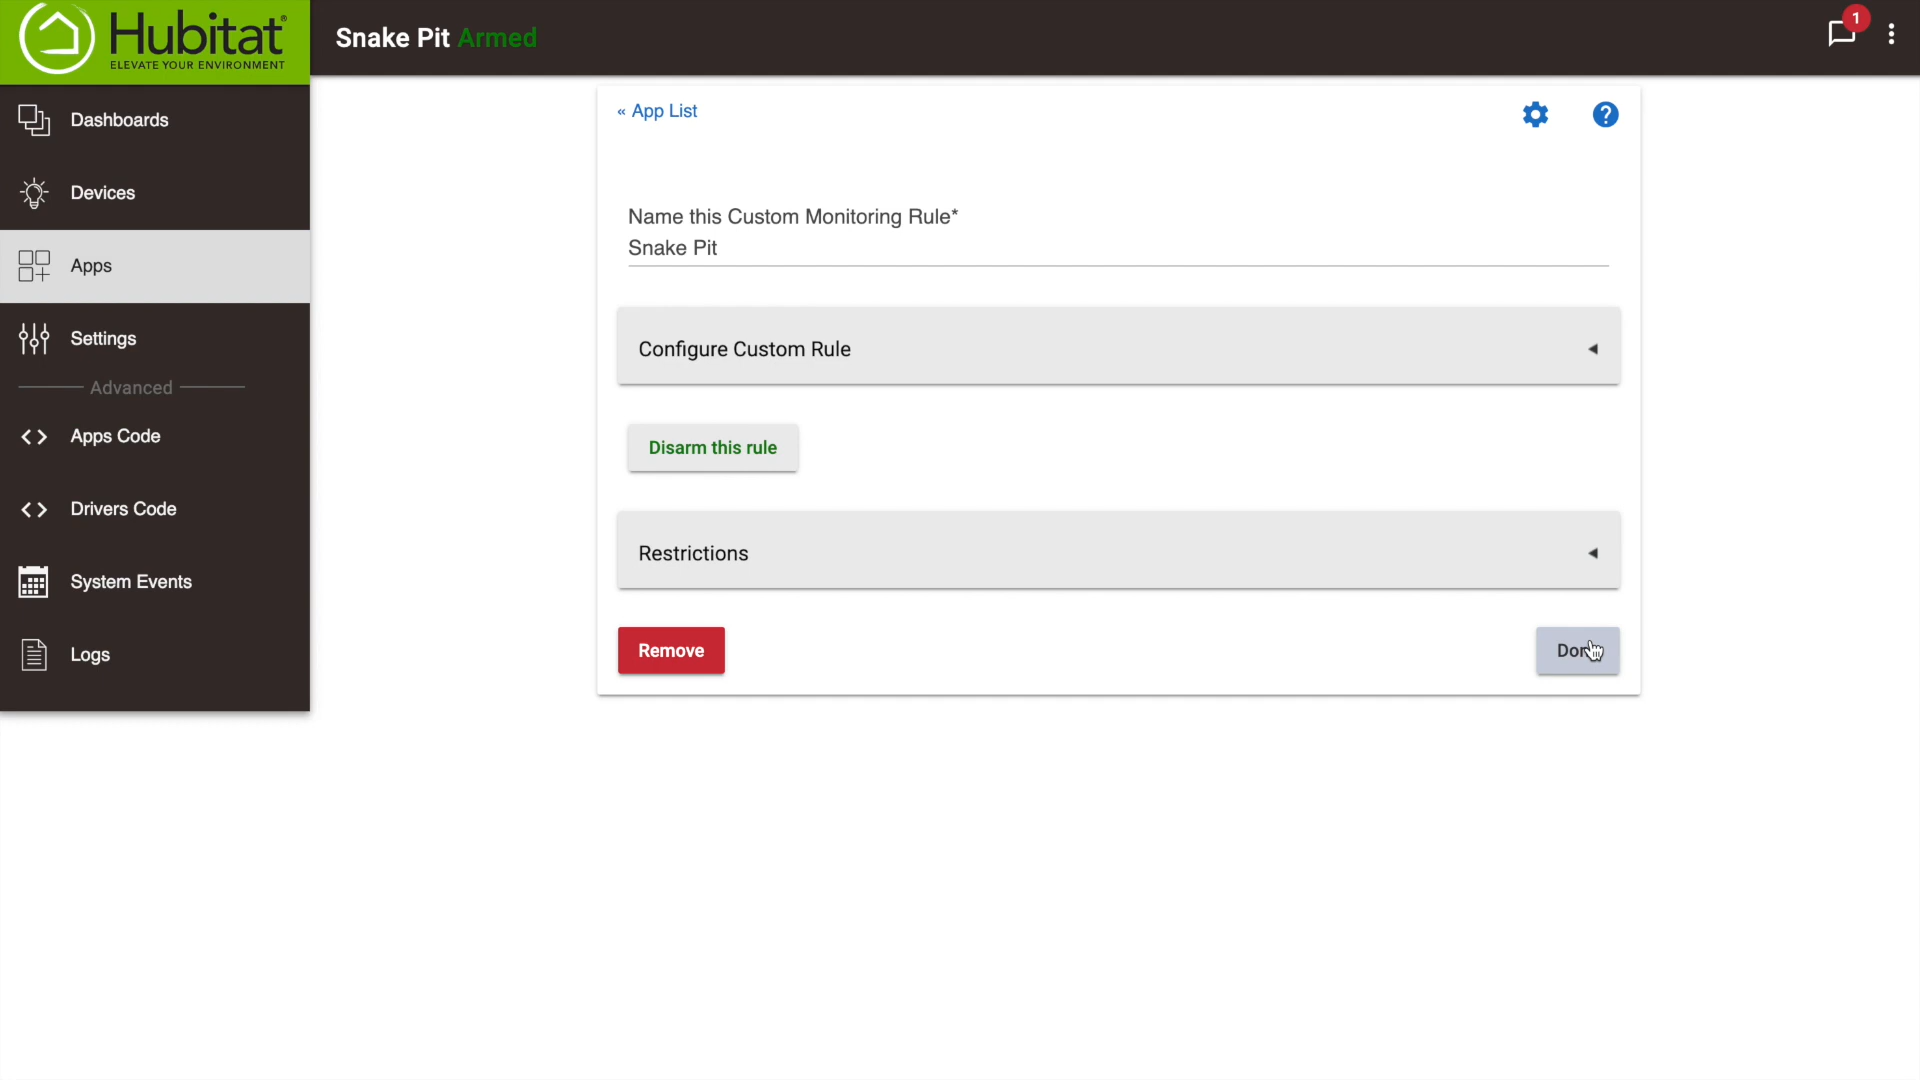 Hubitat®
ELEVATE YOUR ENVIRONMENT
Snake Pit Armed
1
Dashboards
Devices
Apps
Settings
Advanced
Apps Code
Drivers Code
System Events
Logs
« App List
?
Name this Custom Monitoring Rule*
Snake Pit
Configure Custom Rule
Disarm this rule
Restrictions
Remove